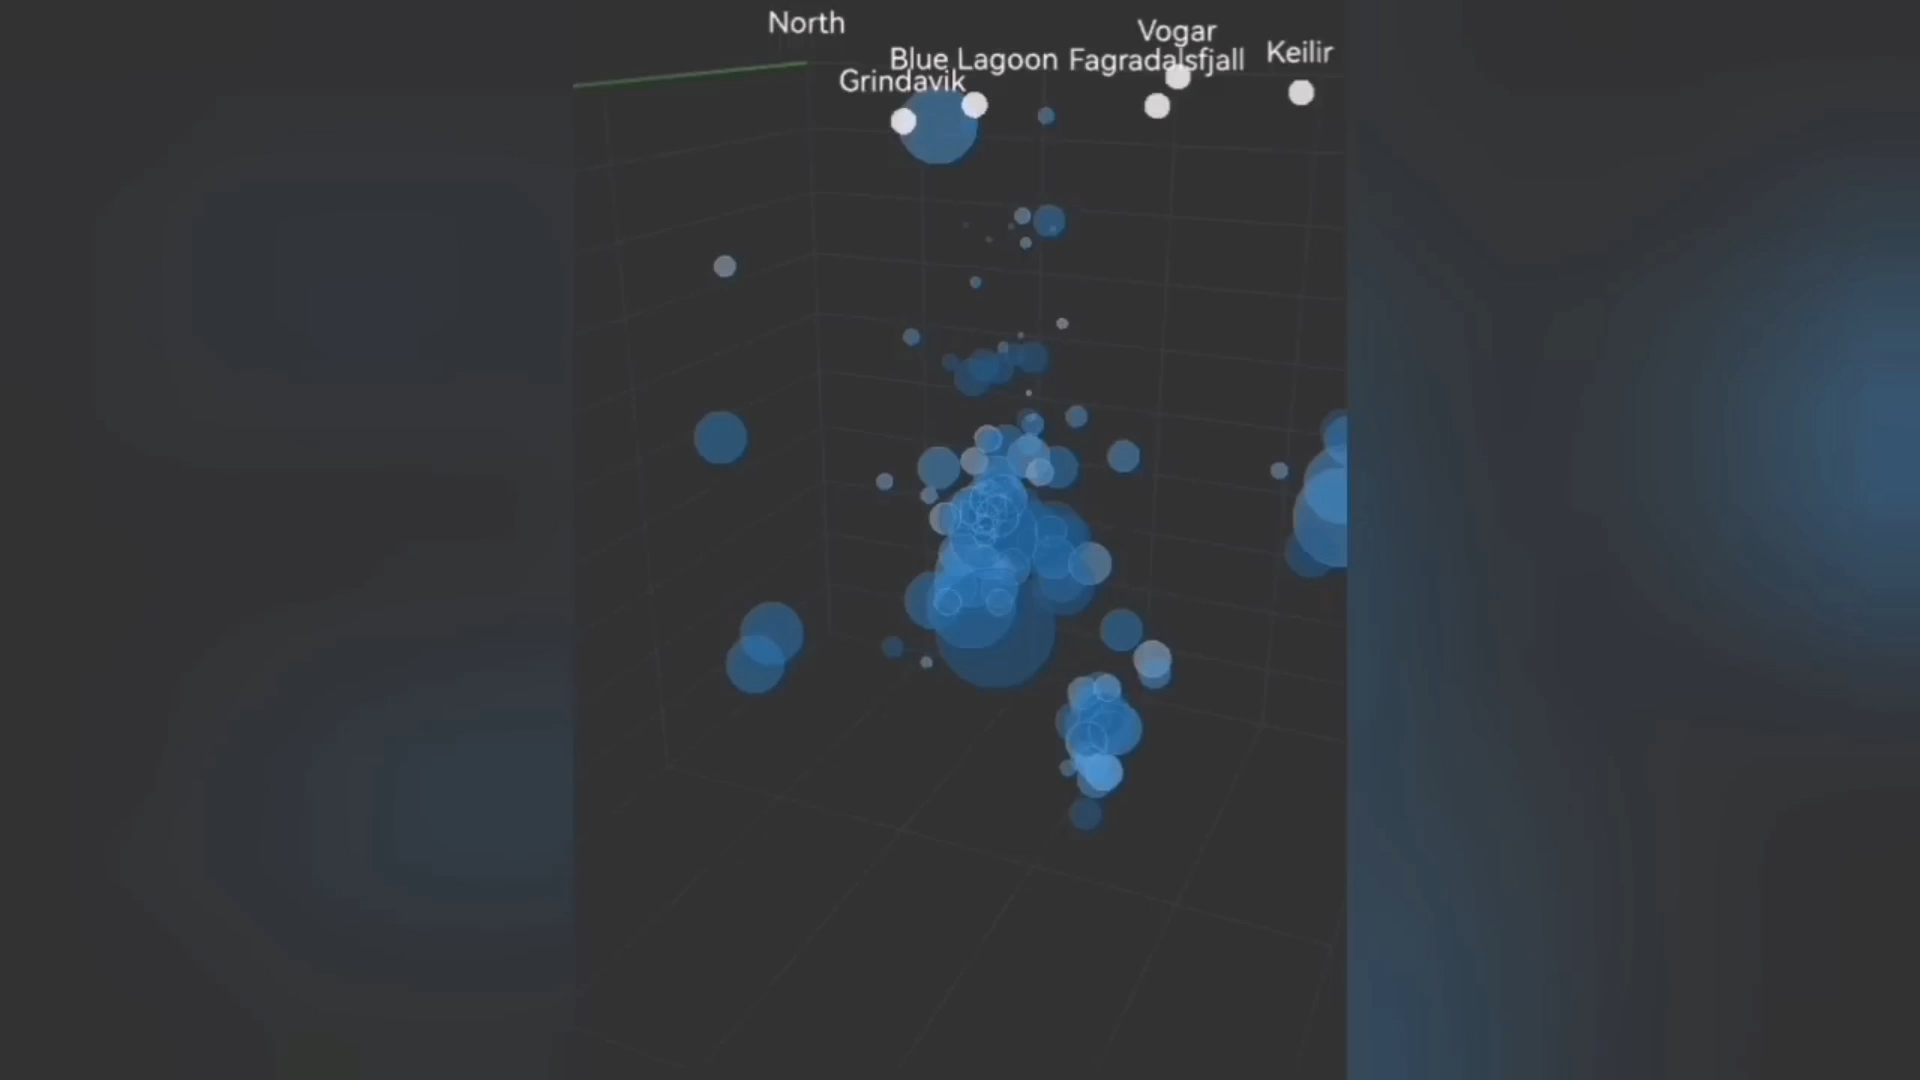 North
Vogar
Blue Lagoon
Fagradalsfjall
Keilir
Grindavik